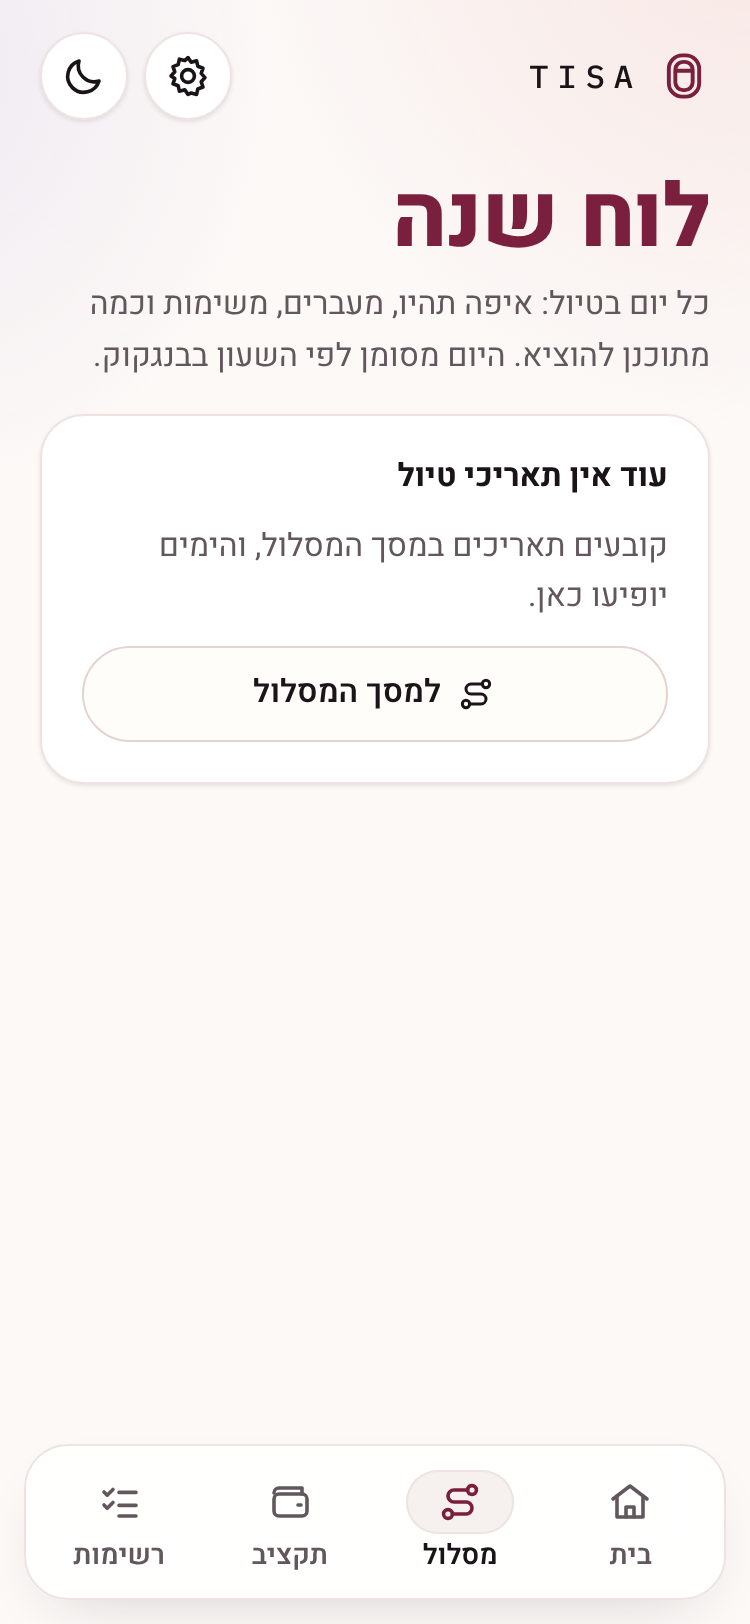 TISA
לוח שנה
כל יום בטיול: איפה תהיו, מעברים, משימות וכמה
מתוכנן להוציא. היום מסומן לפי השעון בבנגקוק.
עוד אין תאריכי טיול
קובעים תאריכים במסך המסלול, והימים
יופיעו כאן.
למסך המסלול
בית
מסלול
תקציב
רשימות